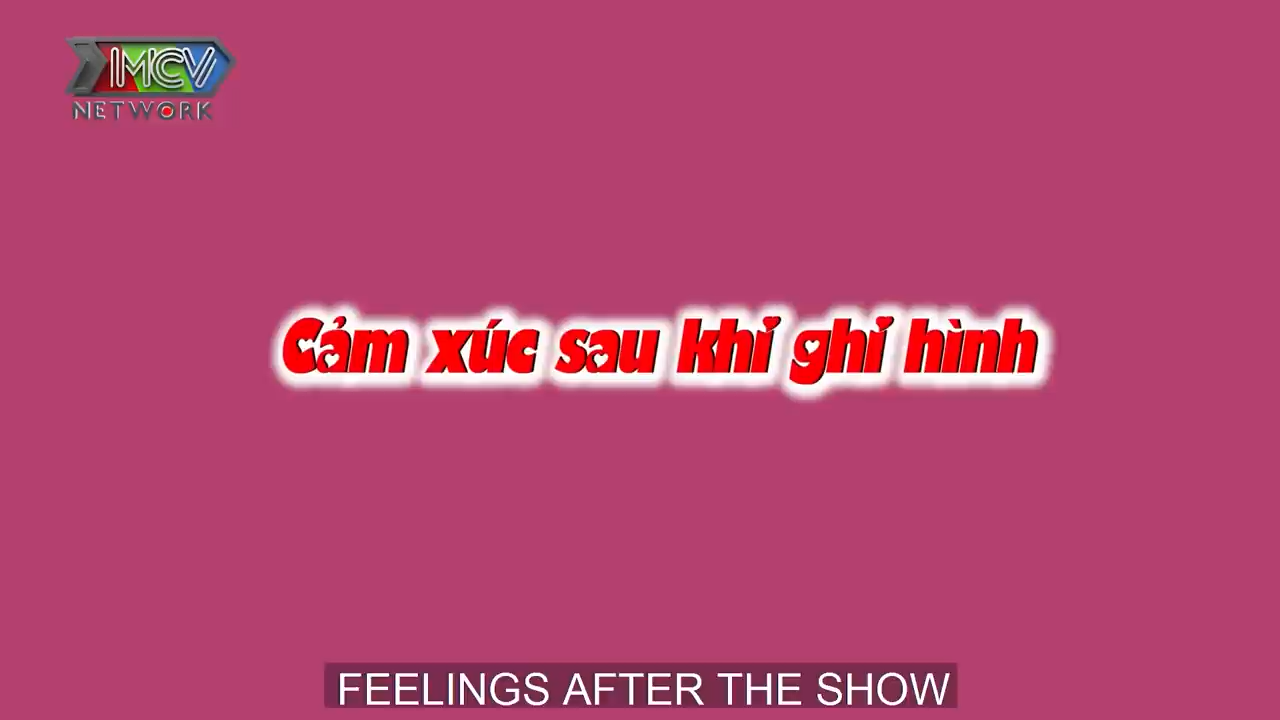 MCV
NETWORK
Cảm xúc sau khi ghi hình
FEELINGS AFTER THE SHOW